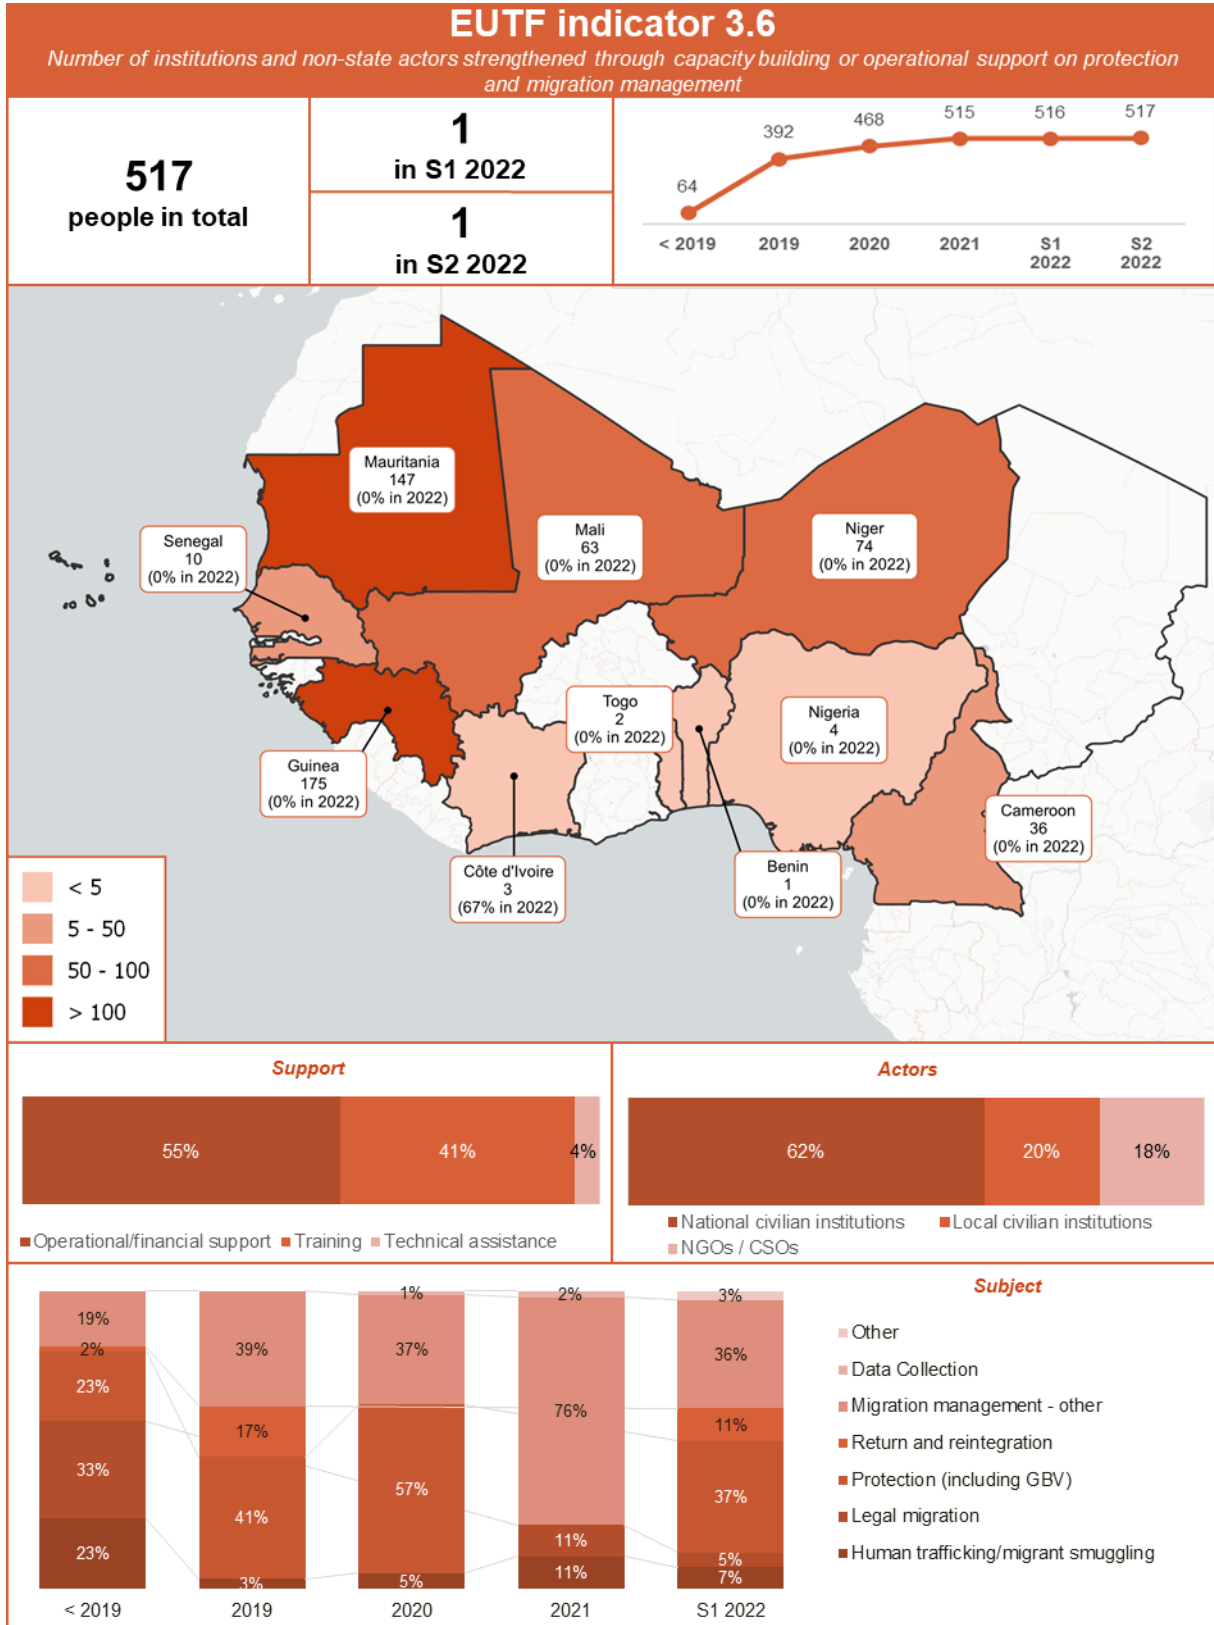 EUTF indicator 3.6
Number of institutions and non-state actors strengthened through capacity building or operational support on protection
and migration management
517
people in total
1
in S1 2022
1
in S2 2022
64
392
468
515
516
517
< 2019
2019
2020
2021
S1
2022
S2
2022
Mauritania
147
(0% in 2022)
Senegal
10
(0% in 2022)
Mali
63
(0% in 2022)
Niger
74
(0% in 2022)
Togo
2
(0% in 2022)
Nigeria
4
(0% in 2022)
Guinea
175
(0% in 2022)
Cameroon
36
(0% in 2022)
Côte d'Ivoire
3
(67% in 2022)
Benin
1
(0% in 2022)
< 5
5 - 50
50 - 100
> 100
Support
55%
41%
4%
Operational/financial support
Training
Technical assistance
Actors
62%
20%
18%
National civilian institutions
Local civilian institutions
NGOs / CSOs
19%
2%
23%
33%
23%
< 2019
39%
17%
41%
3%
2019
1%
37%
57%
5%
2020
2%
76%
11%
11%
2021
3%
36%
11%
37%
5%
7%
S1 2022
Subject
Other
Data Collection
Migration management - other
Return and reintegration
Protection (including GBV)
Legal migration
Human trafficking/migrant smuggling